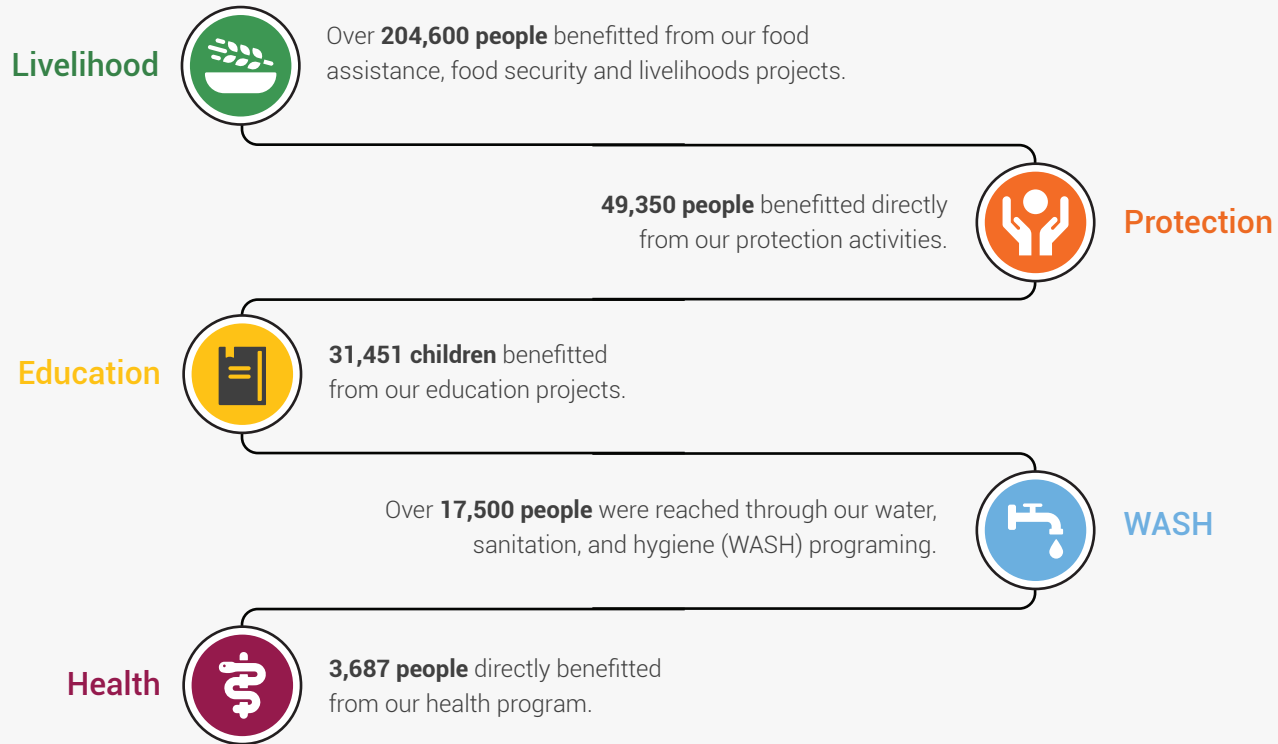 Livelihood
Over 204,600 people benefitted from our food
assistance, food security and livelihoods projects.
49,350 people benefitted directly
from our protection activities.
Protection
Education
31,451 children benefitted
from our education projects.
Over 17,500 people were reached through our water,
sanitation, and hygiene (WASH) programing.
WASH
Health
3,687 people directly benefitted
from our health program.